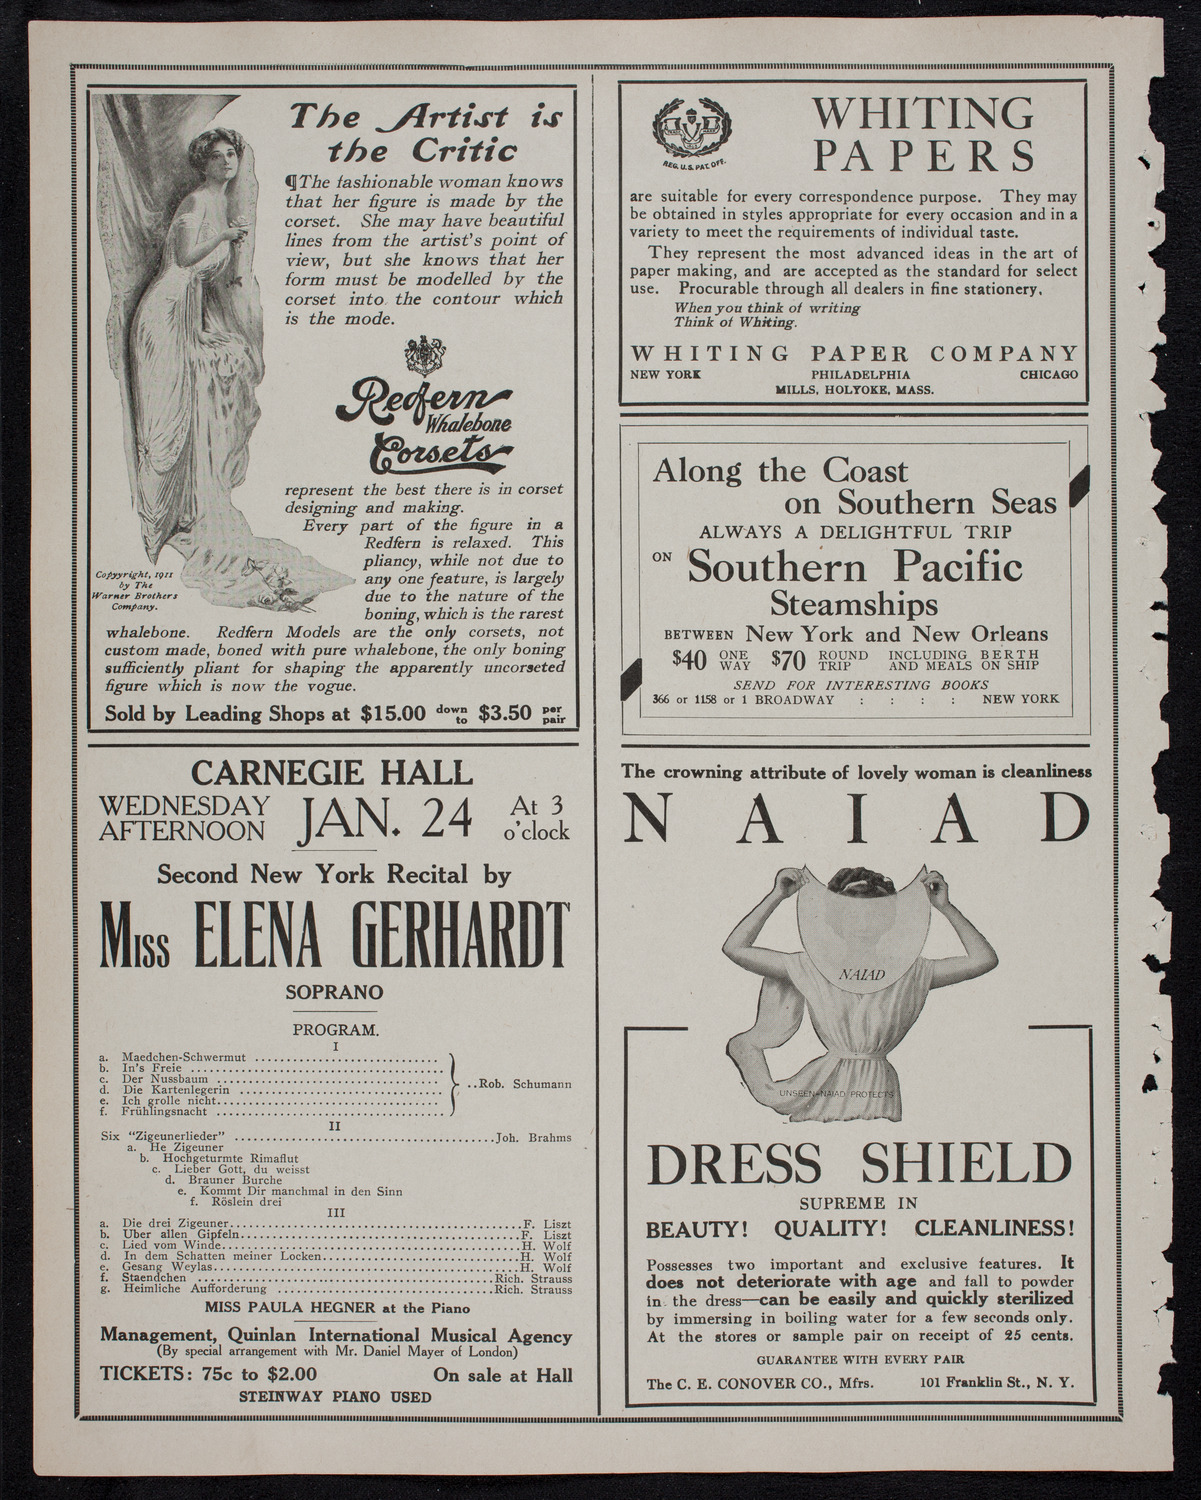 The Artist is
the Critic
¶The fashionable woman knows
that her figure is made by the
corset. She may have beautiful
lines from the artist's point of
view, but she knows that her
form must be modelled by the
corset into the contour which
is the mode.
Redfern
Whalebone
Corsets
represent the best there is in corset
designing and making.
Every part of the figure in a
Redfern is relaxed. This
pliancy, while not due to
any one feature, is largely
due to the nature of the
boning, which is the rarest
whalebone. Redfern Models are the only corsets, not
custom made, boned with pure whalebone, the only boning
sufficiently pliant for shaping the apparently uncorseted
figure which is now the vogue.
Copyyright, 1911
by The
Warner Brothers
Company.
Sold by Leading Shops at $15.00 down to $3.50 per pair
CARNEGIE HALL
WEDNESDAY AFTERNOON JAN. 24 At 3 o'clock
Second New York Recital by
Miss ELENA GERHARDT
SOPRANO
PROGRAM.
I
a. Maedchen-Schwermut
b. In's Freie
c. Der Nussbaum
d. Die Kartenlegerin
e. Ich grolle nicht
f. Frühlingsnacht
..Rob. Schumann
II
Six "Zigeunerlieder" ..........Joh. Brahms
a. He Zigeuner
b. Hochgeturmte Rimaflut
c. Lieber Gott, du weisst
d. Brauner Burche
e. Kommt Dir manchmal in den Sinn
f. Röslein drei
III
a. Die drei Zigeuner..........F. Liszt
b. Uber allen Gipfeln..........F. Liszt
c. Lied vom Winde..........H. Wolf
d. In dem Schatten meiner Locken..........H. Wolf
e. Gesang Weylas..........H. Wolf
f. Staendchen ..........Rich. Strauss
g. Heimliche Aufforderung ..........Rich. Strauss
MISS PAULA HEGNER at the Piano
Management, Quinlan International Musical Agency
(By special arrangement with Mr. Daniel Mayer of London)
TICKETS: 75c to $2.00 On sale at Hall
STEINWAY PIANO USED
REG. U.S. PAT. OFF.
WHITING
PAPERS
are suitable for every correspondence purpose. They may
be obtained in styles appropriate for every occasion and in a
variety to meet the requirements of individual taste.
They represent the most advanced ideas in the art of
paper making, and are accepted as the standard for select
use. Procurable through all dealers in fine stationery.
When you think of writing
Think of Whiting.
WHITING PAPER COMPANY
NEW YORK PHILADELPHIA CHICAGO
MILLS, HOLYOKE, MASS.
Along the Coast
on Southern Seas
ALWAYS A DELIGHTFUL TRIP
ON Southern Pacific
Steamships
BETWEEN New York and New Orleans
$40 ONE WAY $70 ROUND TRIP INCLUDING BERTH AND MEALS ON SHIP
SEND FOR INTERESTING BOOKS
366 or 1158 or 1 BROADWAY : : : : NEW YORK
The crowning attribute of lovely woman is cleanliness
NAIAD
NAIAD
UNSEEN-NAIAD PROTECTS
DRESS SHIELD
SUPREME IN
BEAUTY! QUALITY! CLEANLINESS!
Possesses two important and exclusive features. It
does not deteriorate with age and fall to powder
in the dress—can be easily and quickly sterilized
by immersing in boiling water for a few seconds only.
At the stores or sample pair on receipt of 25 cents.
GUARANTEE WITH EVERY PAIR
The C. E. CONOVER CO., Mfrs. 101 Franklin St., N. Y.